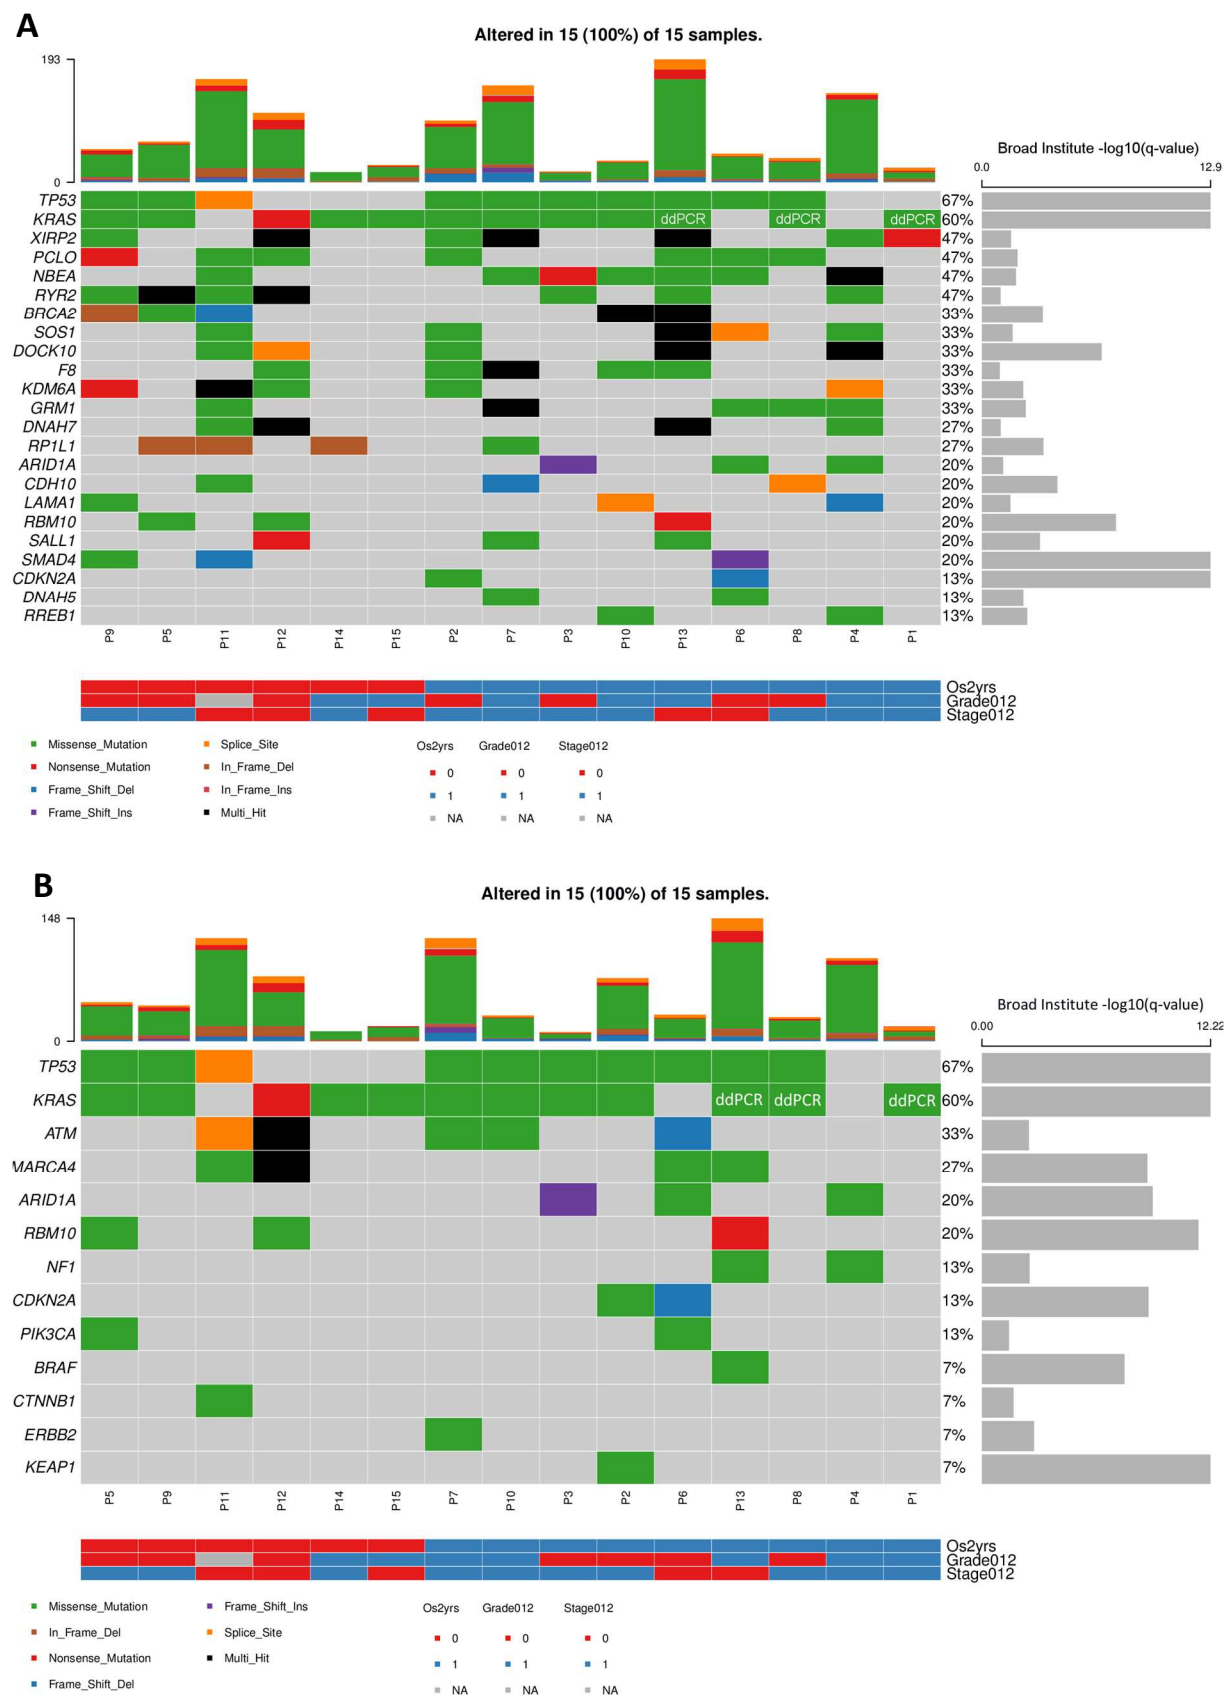 A
Altered in 15 (100%) of 15 samples.
193
0
Broad Institute -log10(q-value)
0.0 12.9
TP53 67%
KRAS ddPCR ddPCR ddPCR 60%
XIRP2 47%
PCLO 47%
NBEA 47%
RYR2 47%
BRCA2 33%
SOS1 33%
DOCK10 33%
F8 33%
KDM6A 33%
GRM1 33%
DNAH7 27%
RP1L1 27%
ARID1A 20%
CDH10 20%
LAMA1 20%
RBM10 20%
SALL1 20%
SMAD4 20%
CDKN2A 13%
DNAH5 13%
RREB1 13%
P9 P5 P11 P12 P14 P15 P2 P7 P3 P10 P13 P6 P8 P4 P1
Os2yrs
Grade012
Stage012
Missense_Mutation Splice_Site Os2yrs Grade012 Stage012
Nonsense_Mutation In_Frame_Del 0 0 0
Frame_Shift_Del In_Frame_Ins 1 1 1
Frame_Shift_Ins Multi_Hit NA NA NA
B
Altered in 15 (100%) of 15 samples.
148
0
Broad Institute -log10(q-value)
0.00 12.22
TP53 67%
KRAS ddPCR ddPCR ddPCR 60%
ATM 33%
MARCA4 27%
ARID1A 20%
RBM10 20%
NF1 13%
CDKN2A 13%
PIK3CA 13%
BRAF 7%
CTNNB1 7%
ERBB2 7%
KEAP1 7%
P5 P9 P11 P12 P14 P15 P7 P10 P3 P2 P6 P13 P8 P4 P1
Os2yrs
Grade012
Stage012
Missense_Mutation Frame_Shift_Ins Os2yrs Grade012 Stage012
In_Frame_Del Splice_Site 0 0 0
Nonsense_Mutation Multi_Hit 1 1 1
Frame_Shift_Del NA NA NA